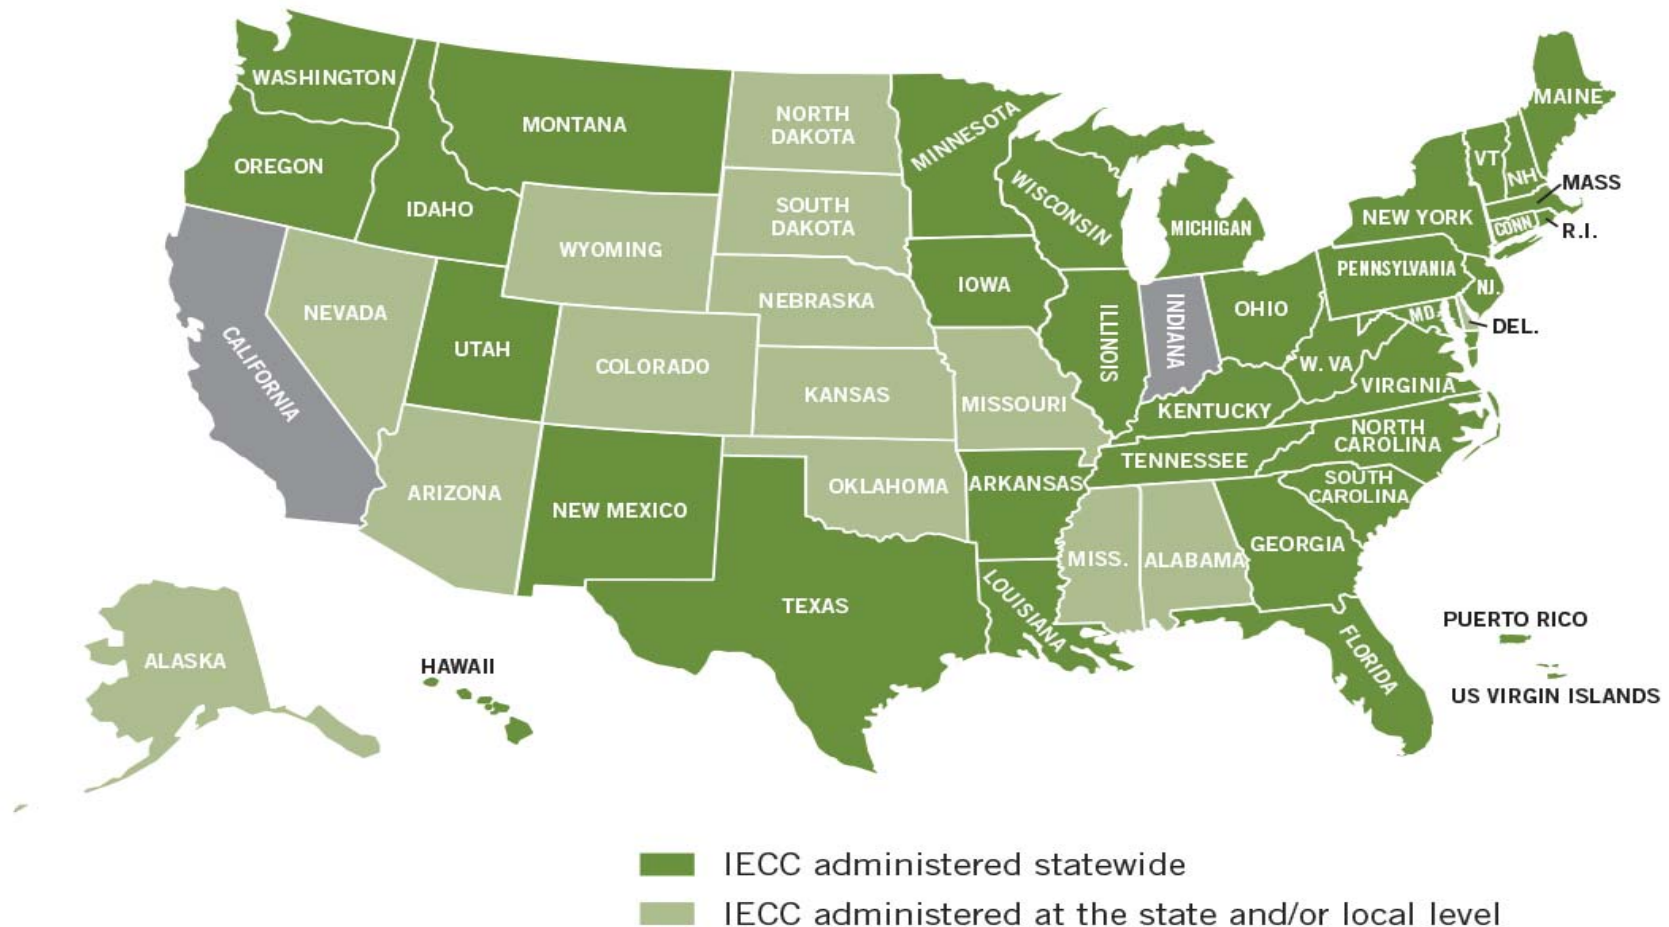 WASHINGTON
MONTANA
NORTH
DAKOTA
MINNESOTA
MAINE
OREGON
IDAHO
WYOMING
SOUTH
DAKOTA
WISCONSIN
MICHIGAN
NEW YORK
VT
NH
MASS
CONN
R.I.
NEVADA
UTAH
COLORADO
NEBRASKA
IOWA
ILLINOIS
INDIANA
OHIO
PENNSYLVANIA
NJ.
MD.
DEL.
CALIFORNIA
KANSAS
MISSOURI
KENTUCKY
W. VA
VIRGINIA
ARIZONA
NEW MEXICO
OKLAHOMA
ARKANSAS
TENNESSEE
NORTH
CAROLINA
SOUTH
CAROLINA
TEXAS
LOUISIANA
MISS.
ALABAMA
GEORGIA
FLORIDA
ALASKA
HAWAII
PUERTO RICO
US VIRGIN ISLANDS
IECC administered statewide
IECC administered at the state and/or local level